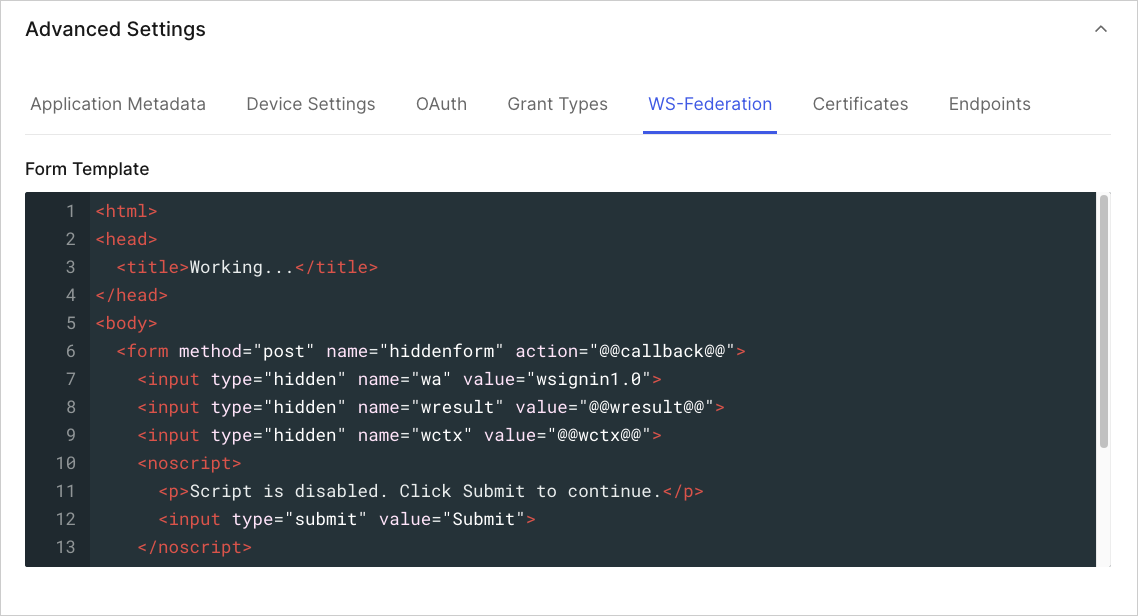 Advanced Settings
Application Metadata Device Settings OAuth Grant Types WS-Federation Certificates Endpoints
Form Template
1 <html>
2 <head>
3   <title>Working...</title>
4 </head>
5 <body>
6   <form method="post" name="hiddenform" action="@@callback@@">
7     <input type="hidden" name="wa" value="wsignin1.0">
8     <input type="hidden" name="wresult" value="@@wresult@@">
9     <input type="hidden" name="wctx" value="@@wctx@@">
10     <noscript>
11       <p>Script is disabled. Click Submit to continue.</p>
12       <input type="submit" value="Submit">
13     </noscript>